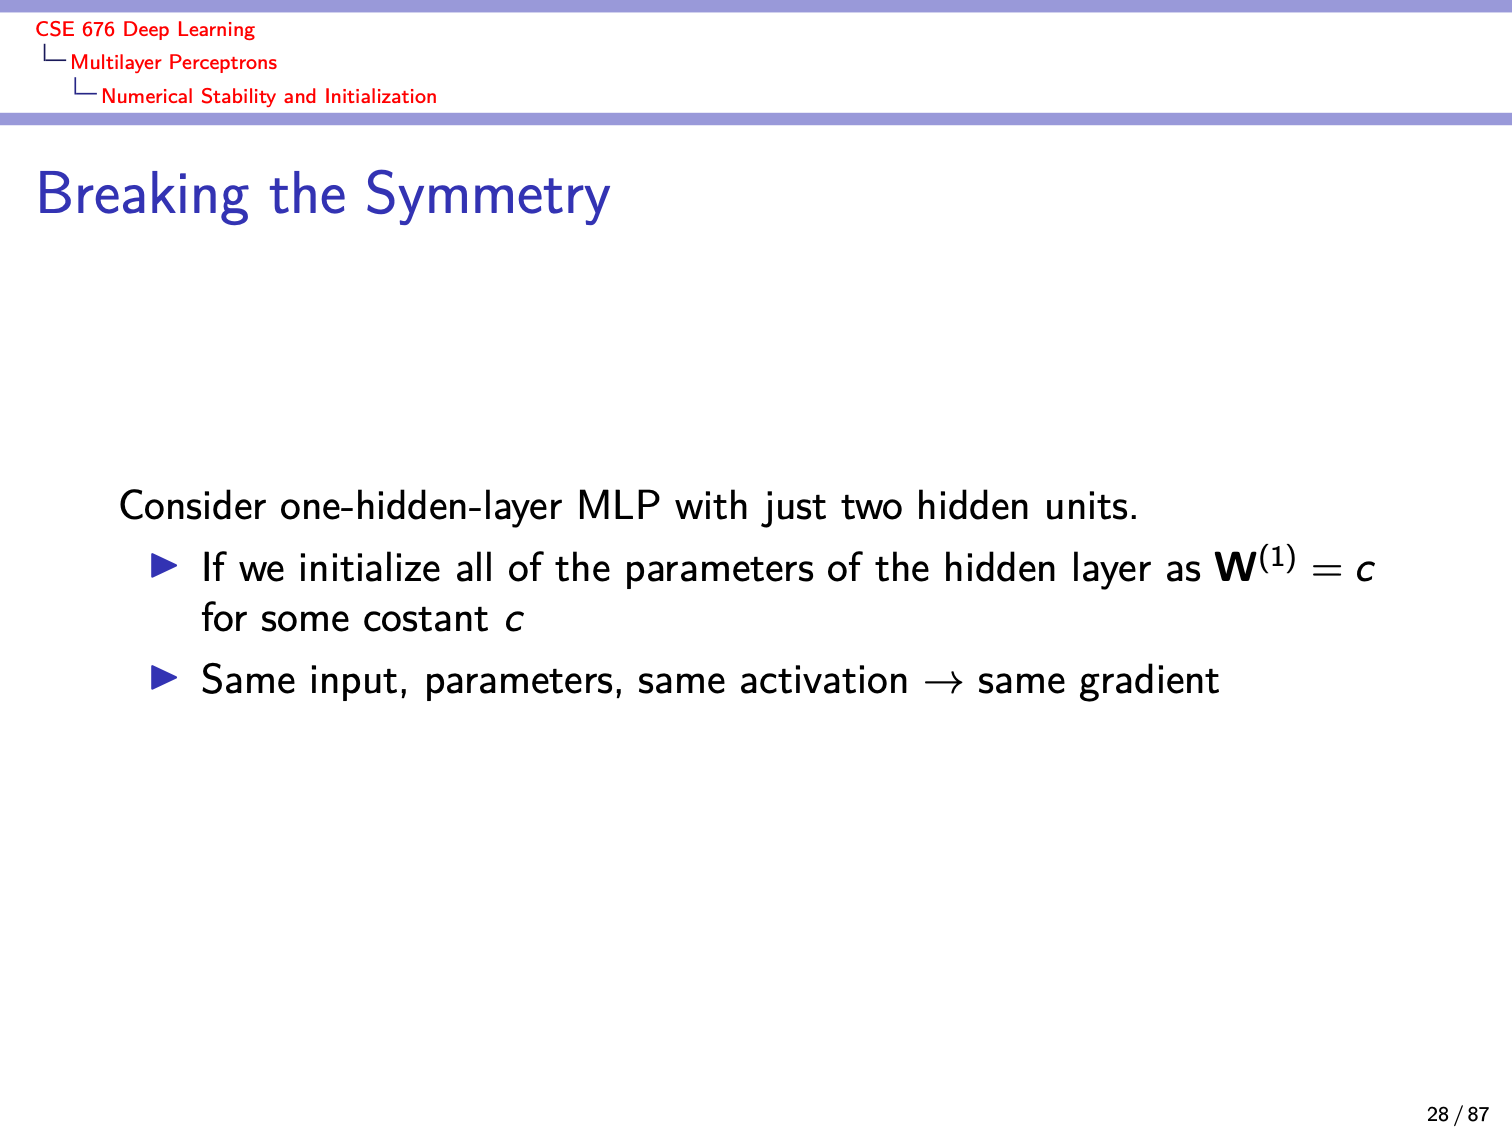 CSE 676 Deep Learning
Multilayer Perceptrons
Numerical Stability and Initialization
Breaking the Symmetry
Consider one-hidden-layer MLP with just two hidden units.
▶ If we initialize all of the parameters of the hidden layer as W⁽¹⁾ = c
for some costant c
▶ Same input, parameters, same activation → same gradient
28 / 87